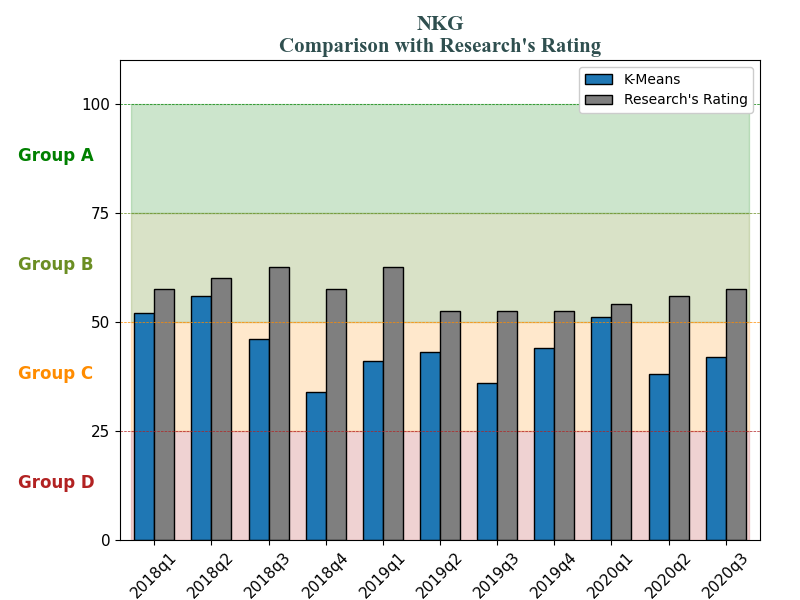 NKG
Comparison with Research's Rating
K-Means
Research's Rating
100
Group A
75
Group B
50
Group C
25
Group D
0
2018q1
2018q2
2018q3
2018q4
2019q1
2019q2
2019q3
2019q4
2020q1
2020q2
2020q3